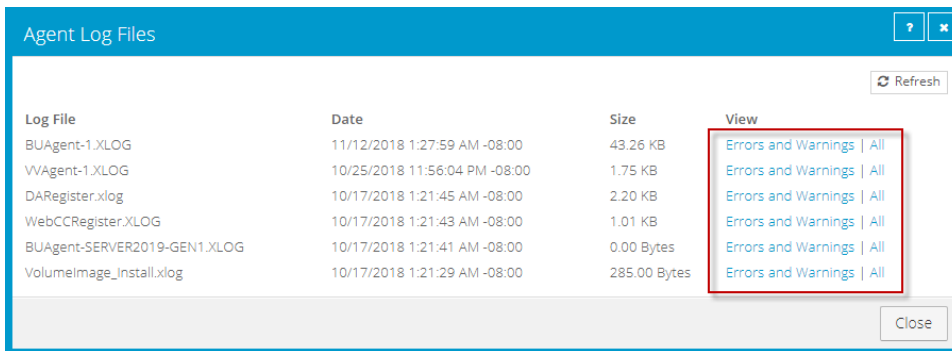 Agent Log Files ? ×
Refresh
Log File Date Size View
BUAgent-1.XLOG 11/12/2018 1:27:59 AM -08:00 43.26 KB Errors and Warnings | All
VVAgent-1.XLOG 10/25/2018 11:56:04 PM -08:00 1.75 KB Errors and Warnings | All
DARegister.xlog 10/17/2018 1:21:45 AM -08:00 2.20 KB Errors and Warnings | All
WebCCRegister.XLOG 10/17/2018 1:21:43 AM -08:00 1.01 KB Errors and Warnings | All
BUAgent-SERVER2019-GEN1.XLOG 10/17/2018 1:21:41 AM -08:00 0.00 Bytes Errors and Warnings | All
VolumeImage_Install.xlog 10/17/2018 1:21:29 AM -08:00 285.00 Bytes Errors and Warnings | All
Close